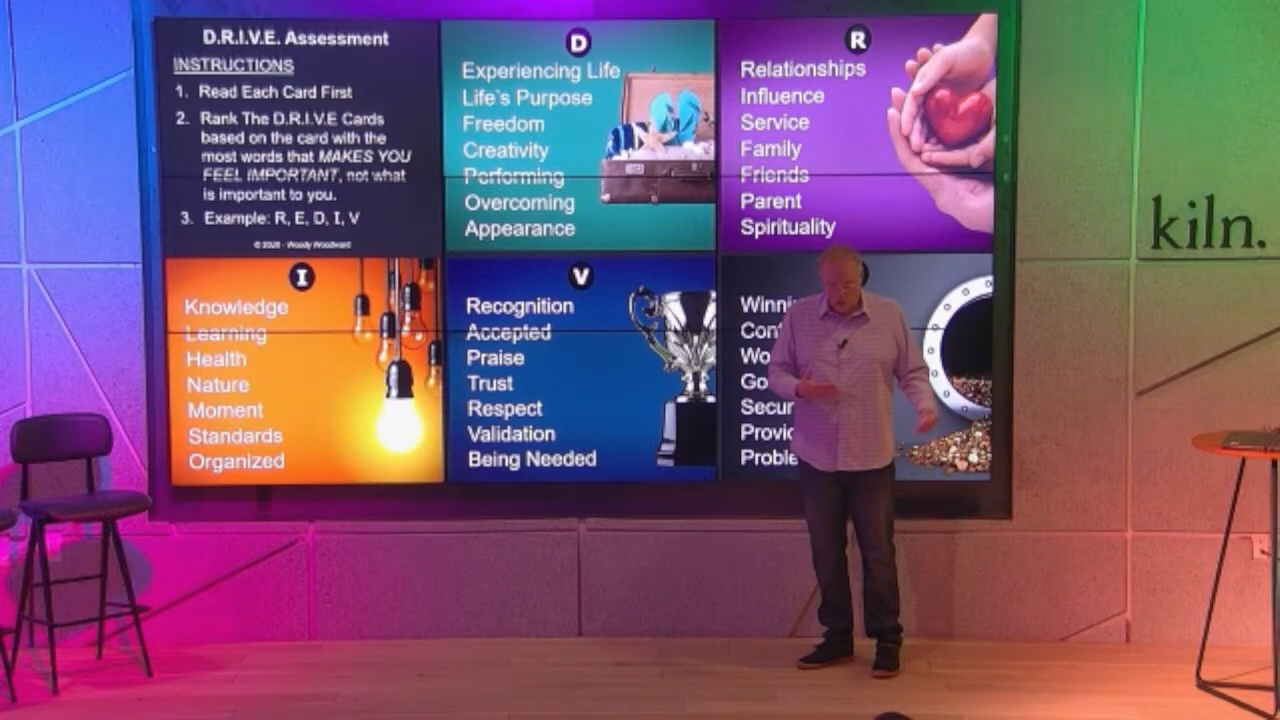 D.R.I.V.E. Assessment
INSTRUCTIONS
1. Read Each Card First
2. Rank The D.R.I.V.E Cards
based on the card with the
most words that MAKES YOU
FEEL IMPORTANT, not what
is important to you.
3. Example: R, E, D, I, V
© 2020 - Woody Woodward
D
Experiencing Life
Life's Purpose
Freedom
Creativity
Performing
Overcoming
Appearance
R
Relationships
Influence
Service
Family
Friends
Parent
Spirituality
I
Knowledge
Learning
Health
Nature
Moment
Standards
Organized
V
Recognition
Accepted
Praise
Trust
Respect
Validation
Being Needed
kiln.